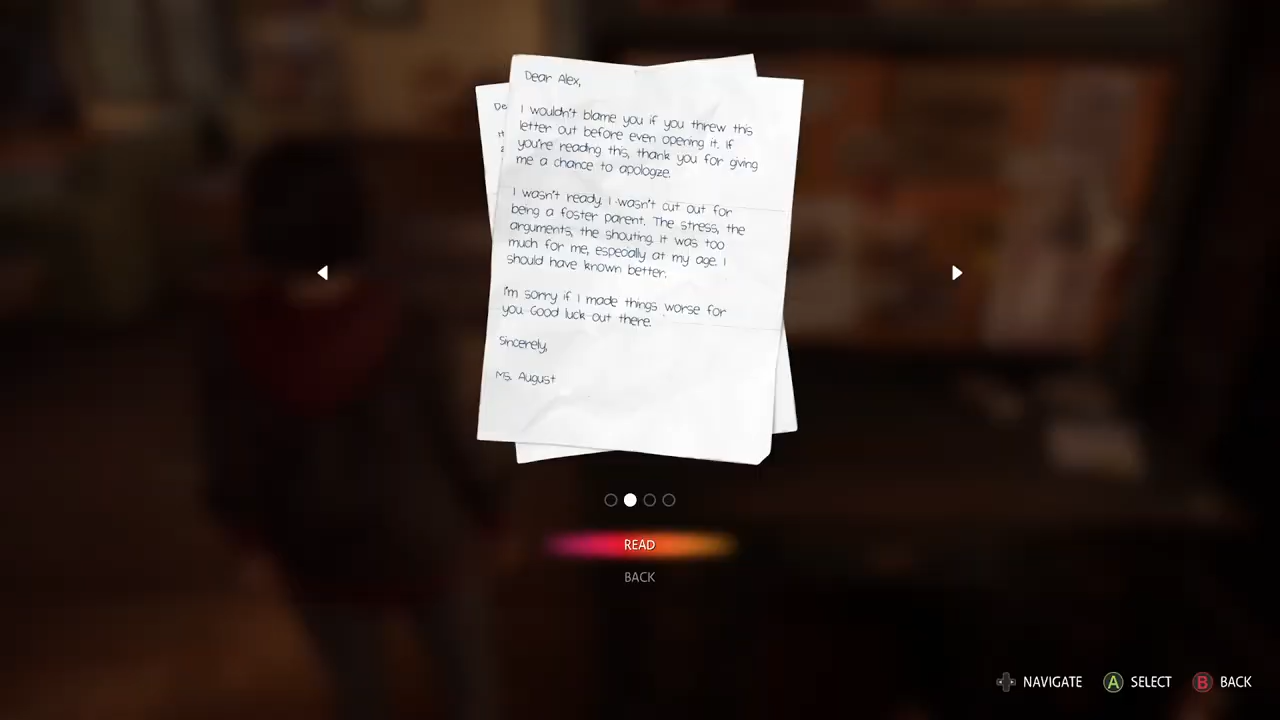 Dear Alex,
I wouldn't blame you if you threw this
letter out before even opening it. If
you're reading this, thank you for giving
me a chance to apologize.
I wasn't ready. I wasn't cut out for
being a foster parent. The stress, the
arguments, the shouting. It was too
much for me, especially at my age. I
should have known better.
I'm sorry if I made things worse for
you. Good luck out there.
Sincerely,
Ms. August
De
READ
BACK
NAVIGATE
A SELECT
B BACK